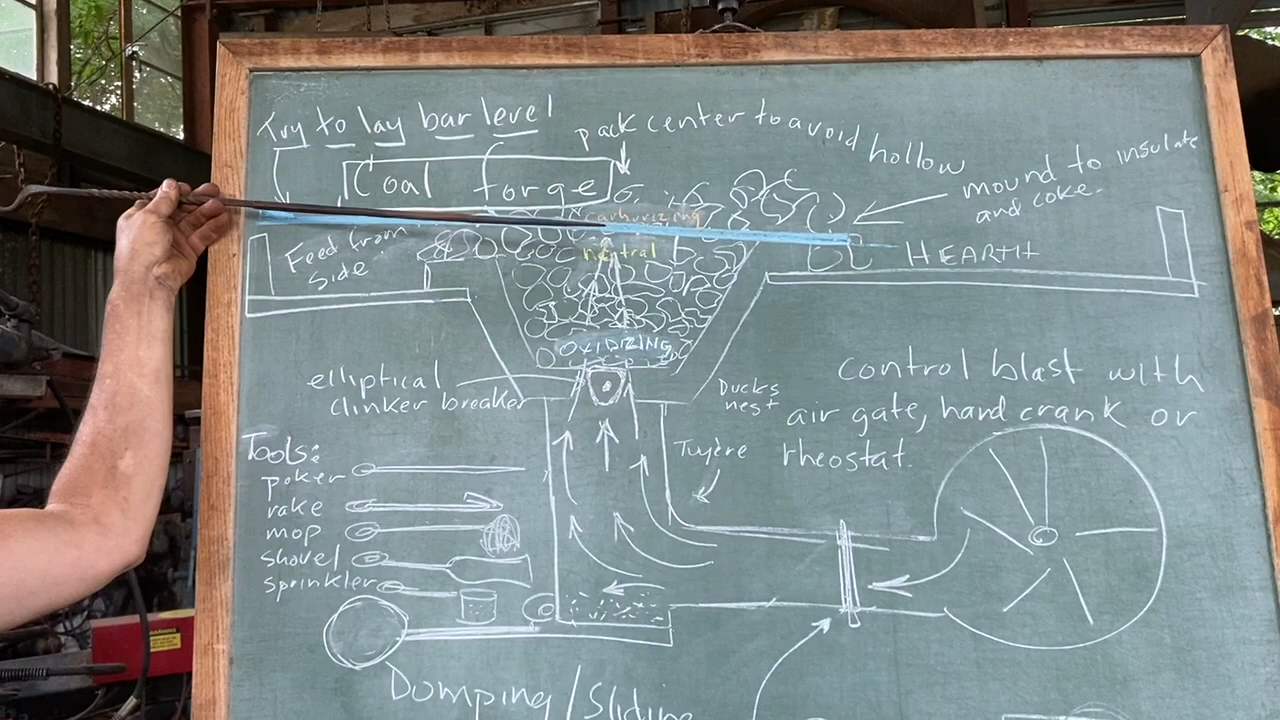 Try to lay bar level
pack center to avoid hollow
Coal forge
mound to insulate
and coke.
carburizing
Feed from
side
neutral
HEARTH
OXIDIZING
elliptical
clinker breaker
Ducks
nest
control blast with
air gate, hand crank or
rheostat.
Tuyère
Tools:
poker
rake
mop
shovel
sprinkler
Dumping/Sliding